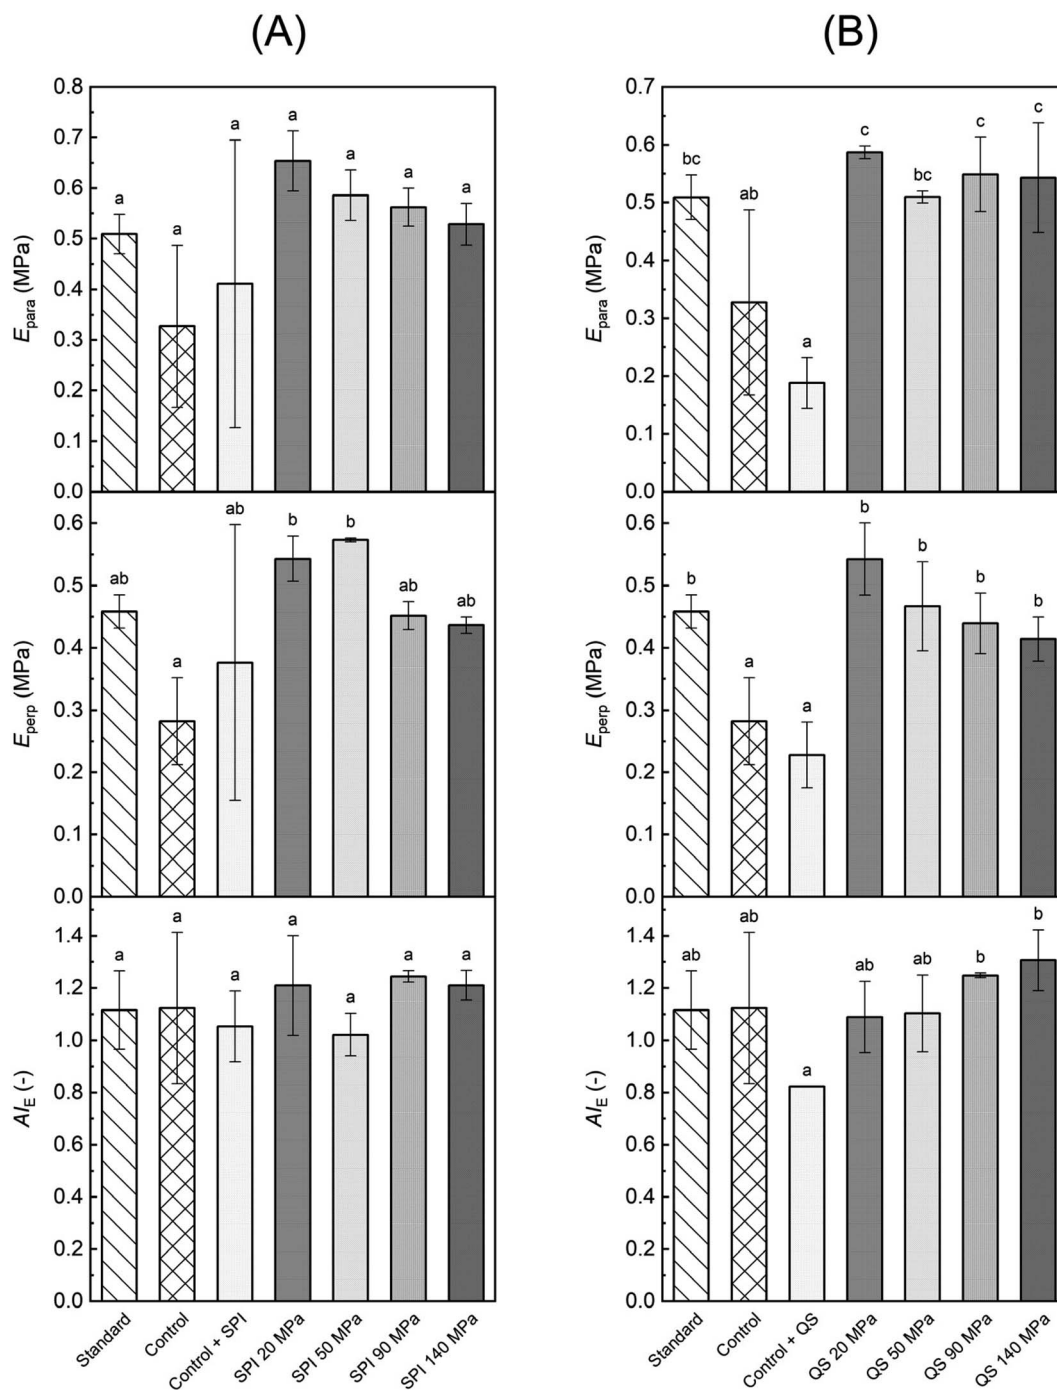 (A)
(B)
0.8
0.7
0.6
0.5
0.4
0.3
0.2
0.1
0.0
E para (MPa)
a a a a a a a
0.7
0.6
0.5
0.4
0.3
0.2
0.1
0.0
E para (MPa)
bc ab a c bc c c
0.6
0.5
0.4
0.3
0.2
0.1
0.0
E perp (MPa)
ab a ab b b ab ab
0.6
0.5
0.4
0.3
0.2
0.1
0.0
E perp (MPa)
b a a b b b b
1.4
1.2
1.0
0.8
0.6
0.4
0.2
0.0
AI E (-)
a a a a a a a
Standard
Control
Control + SPI
SPI 20 MPa
SPI 50 MPa
SPI 90 MPa
SPI 140 MPa
1.4
1.2
1.0
0.8
0.6
0.4
0.2
0.0
AI E (-)
ab ab a ab ab b b
Standard
Control
Control + QS
QS 20 MPa
QS 50 MPa
QS 90 MPa
QS 140 MPa